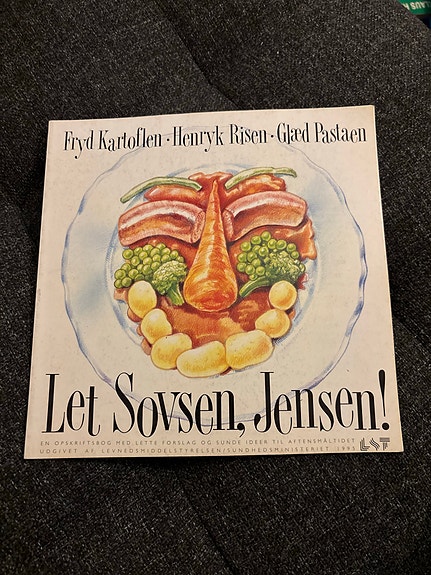 Fryd Kartoflen · Henryk Risen · Glæd Pastaen
Let Sovsen, Jensen!
EN OPSKRIFTSBOG MED LETTE FORSLAG OG SUNDE IDEER TIL AFTENSMÅLTIDET
UDGIVET AF LEVNEDSMIDDELSTYRELSEN/SUNDHEDSMINISTERIET 1995
LST